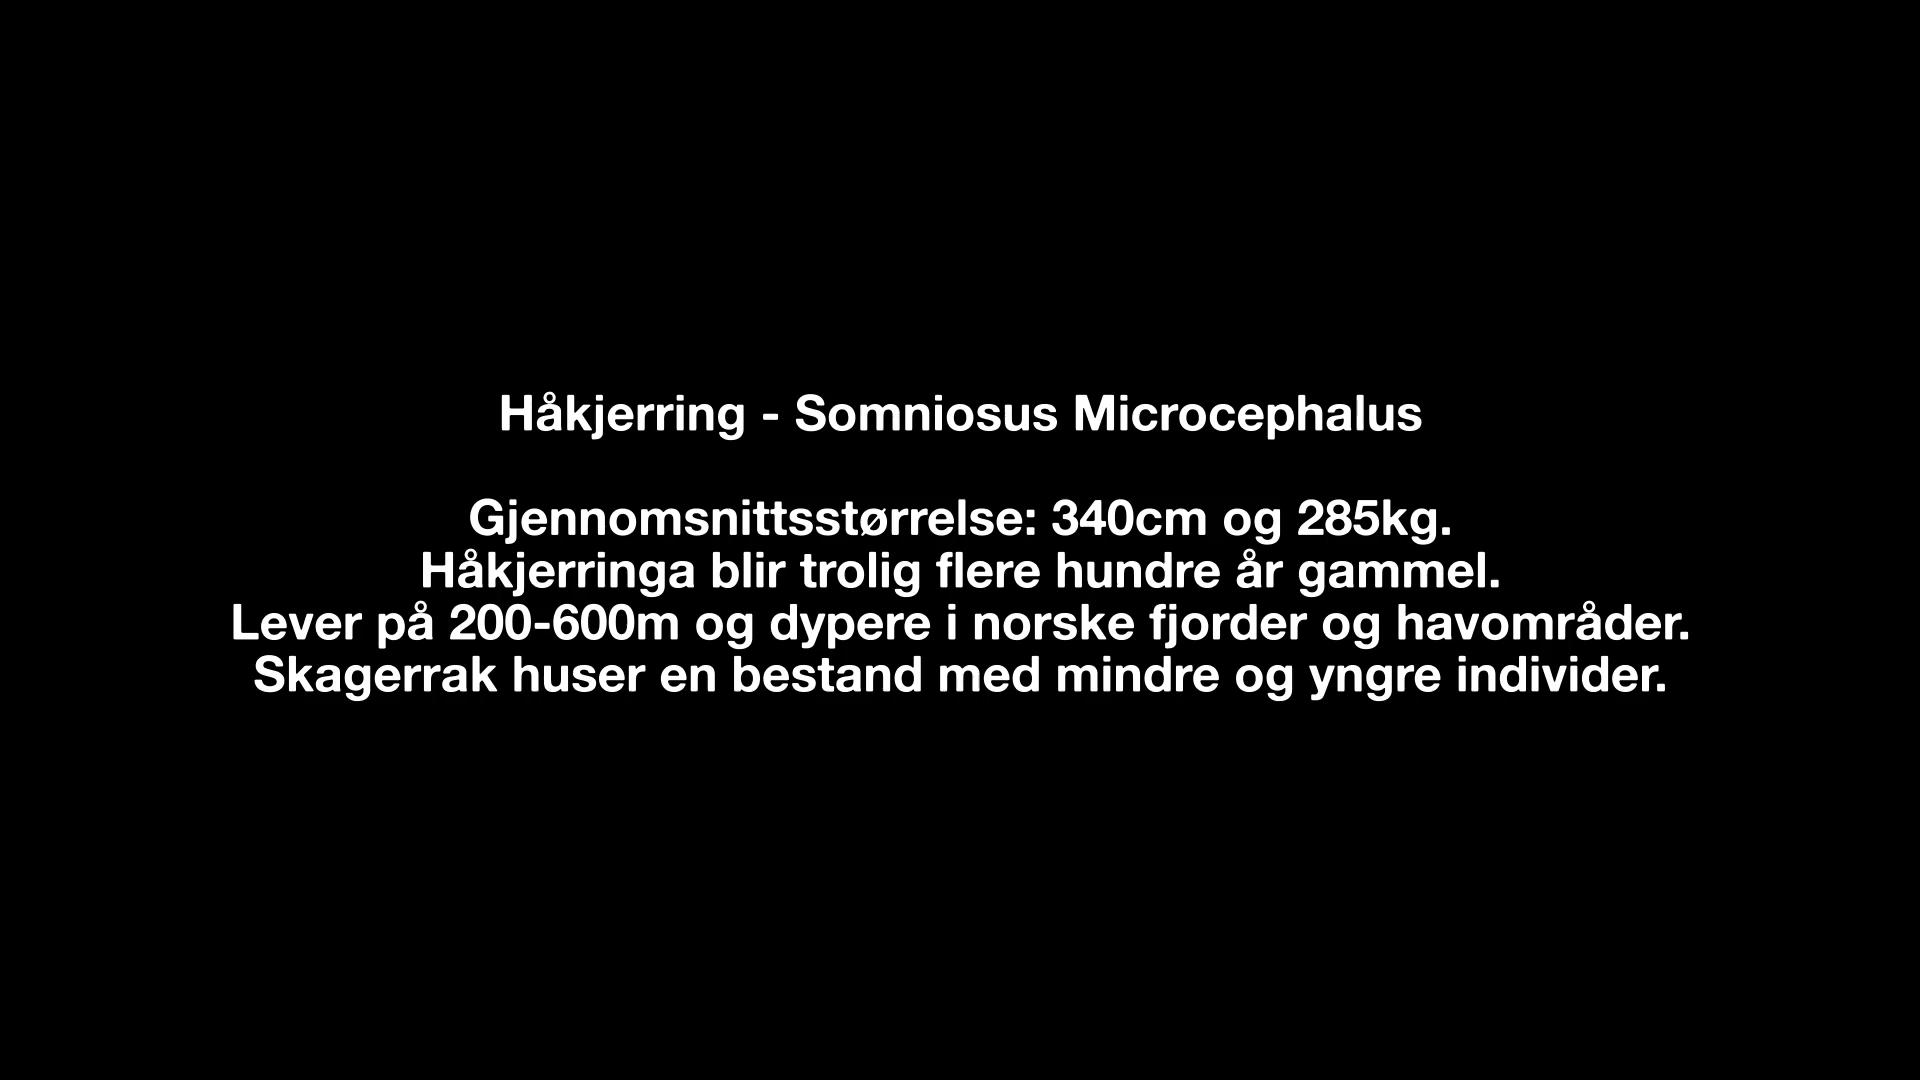 Håkjerring - Somniosus Microcephalus
Gjennomsnittsstørrelse: 340cm og 285kg.
Håkjerringa blir trolig flere hundre år gammel.
Lever på 200-600m og dypere i norske fjorder og havområder.
Skagerrak huser en bestand med mindre og yngre individer.